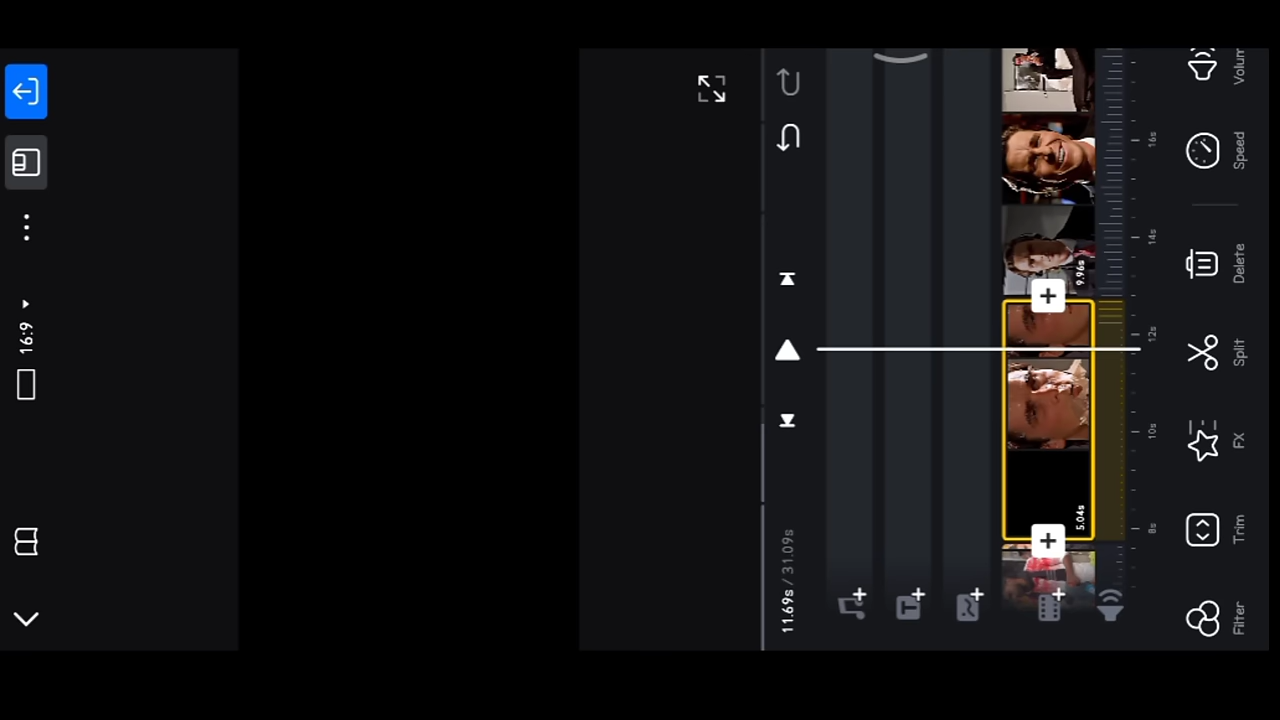 16:9
11.69s / 31.09s
5.04s
9.96s
8s
10s
12s
14s
16s
Filter
Trim
FX
Split
Delete
Speed
Volum